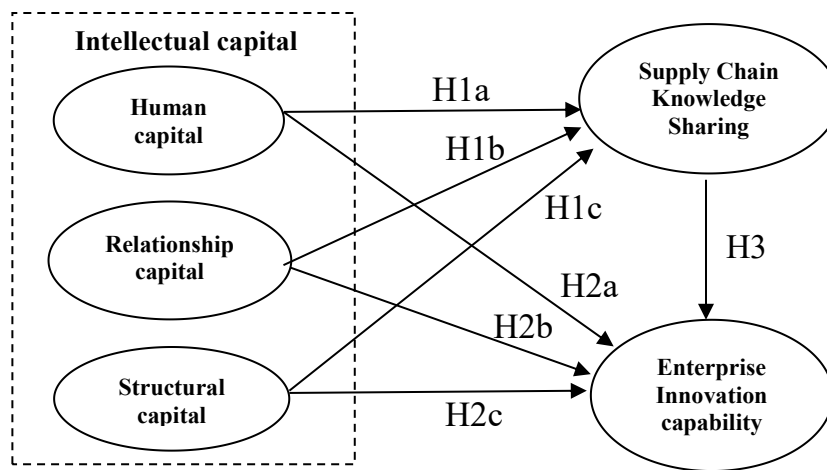 Intellectual capital
Human
capital
Relationship
capital
Structural
capital
H1a
H1b
H1c
H2a
H2b
H2c
Supply Chain
Knowledge
Sharing
H3
Enterprise
Innovation
capability